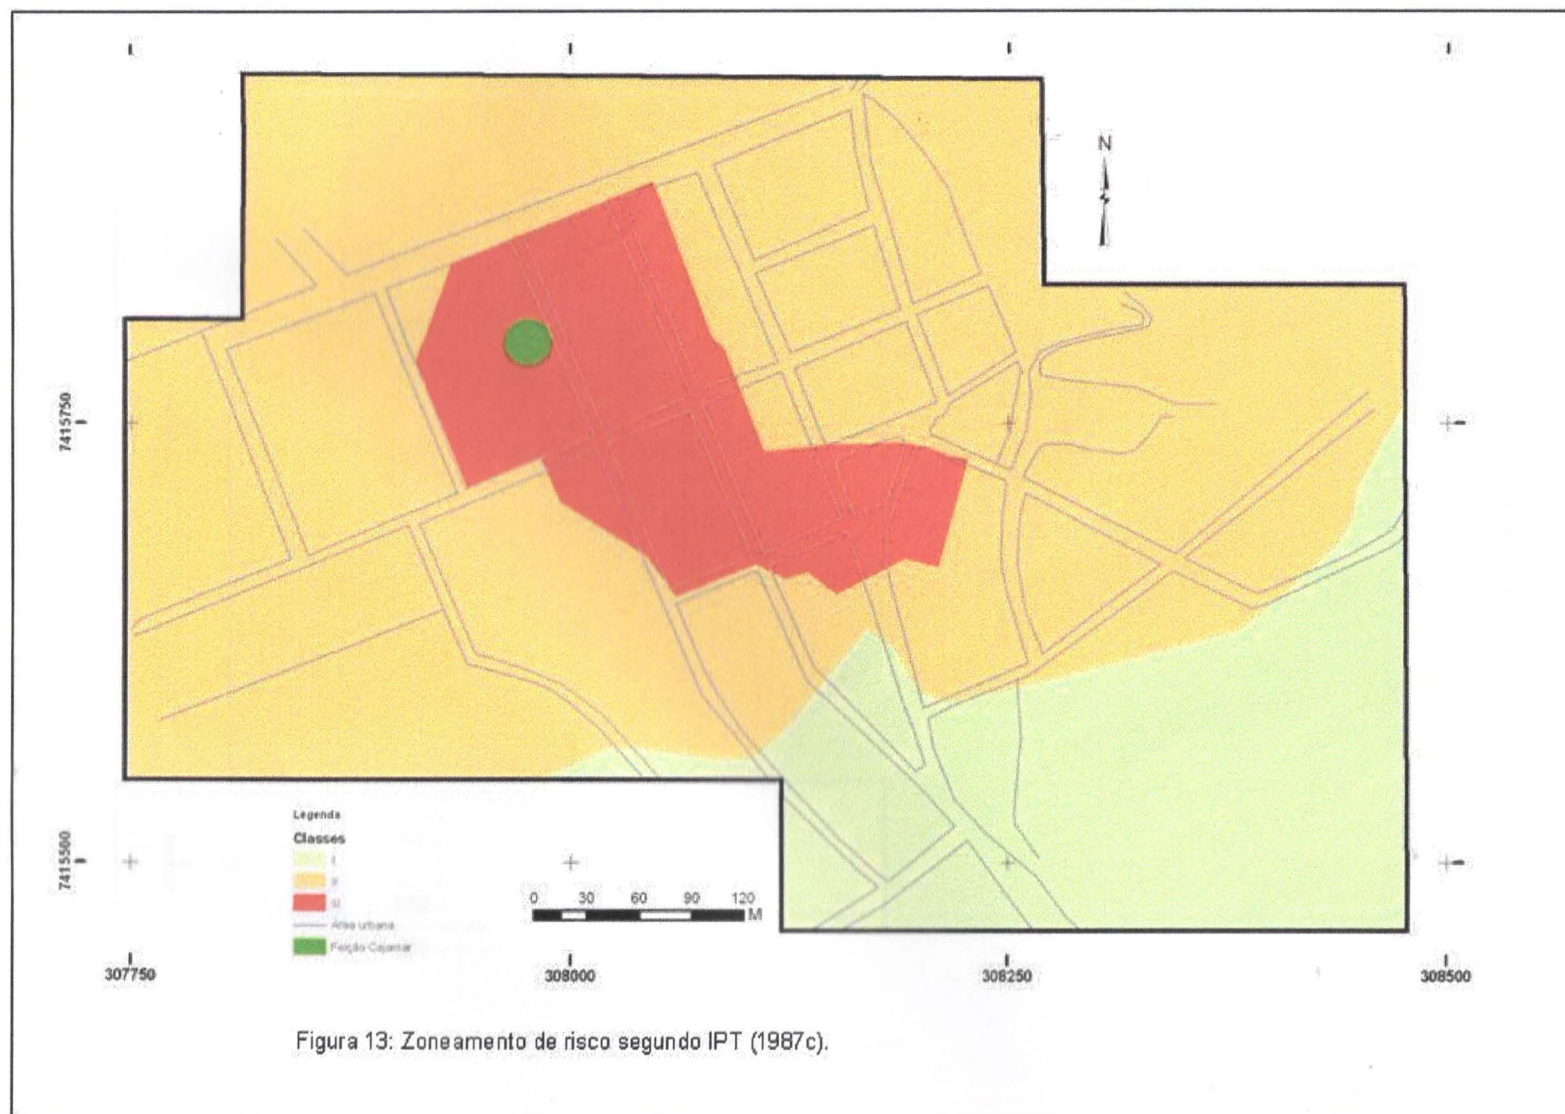 N
7415750
7415500
Legenda
Classes
I
II
III
Área urbana
Feição Cajamar
0 30 60 90 120
M
307750 308000 308250 308500
Figura 13: Zoneamento de risco segundo IPT (1987c).